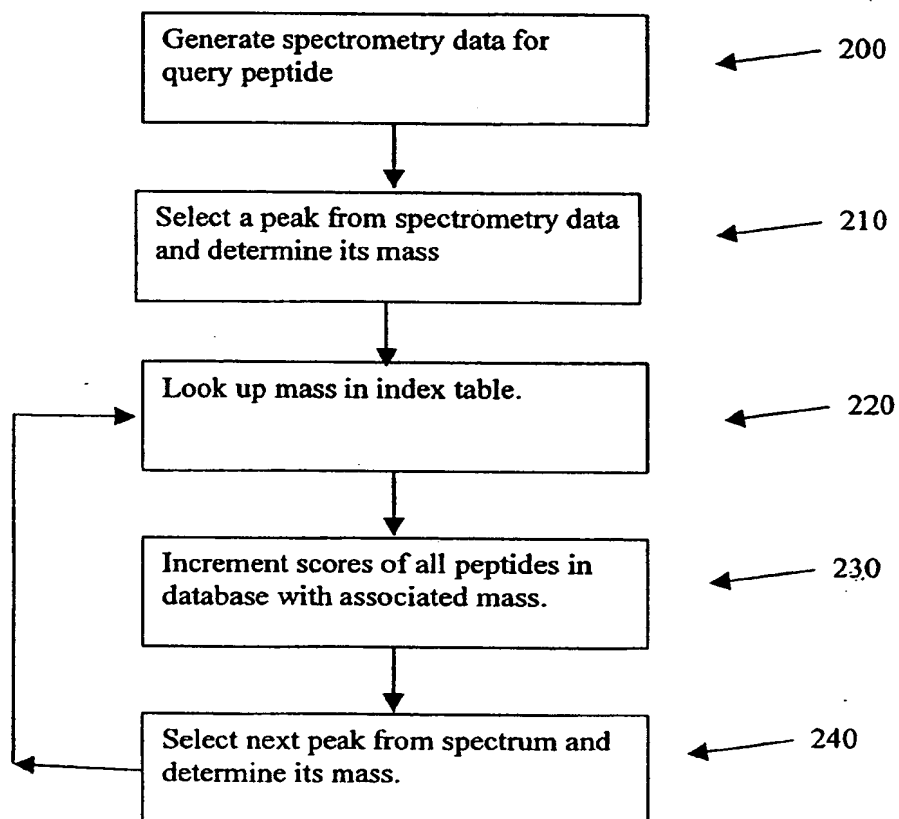 Generate spectrometry data for
query peptide
200
Select a peak from spectrometry data
and determine its mass
210
Look up mass in index table.
220
Increment scores of all peptides in
database with associated mass.
230
Select next peak from spectrum and
determine its mass.
240